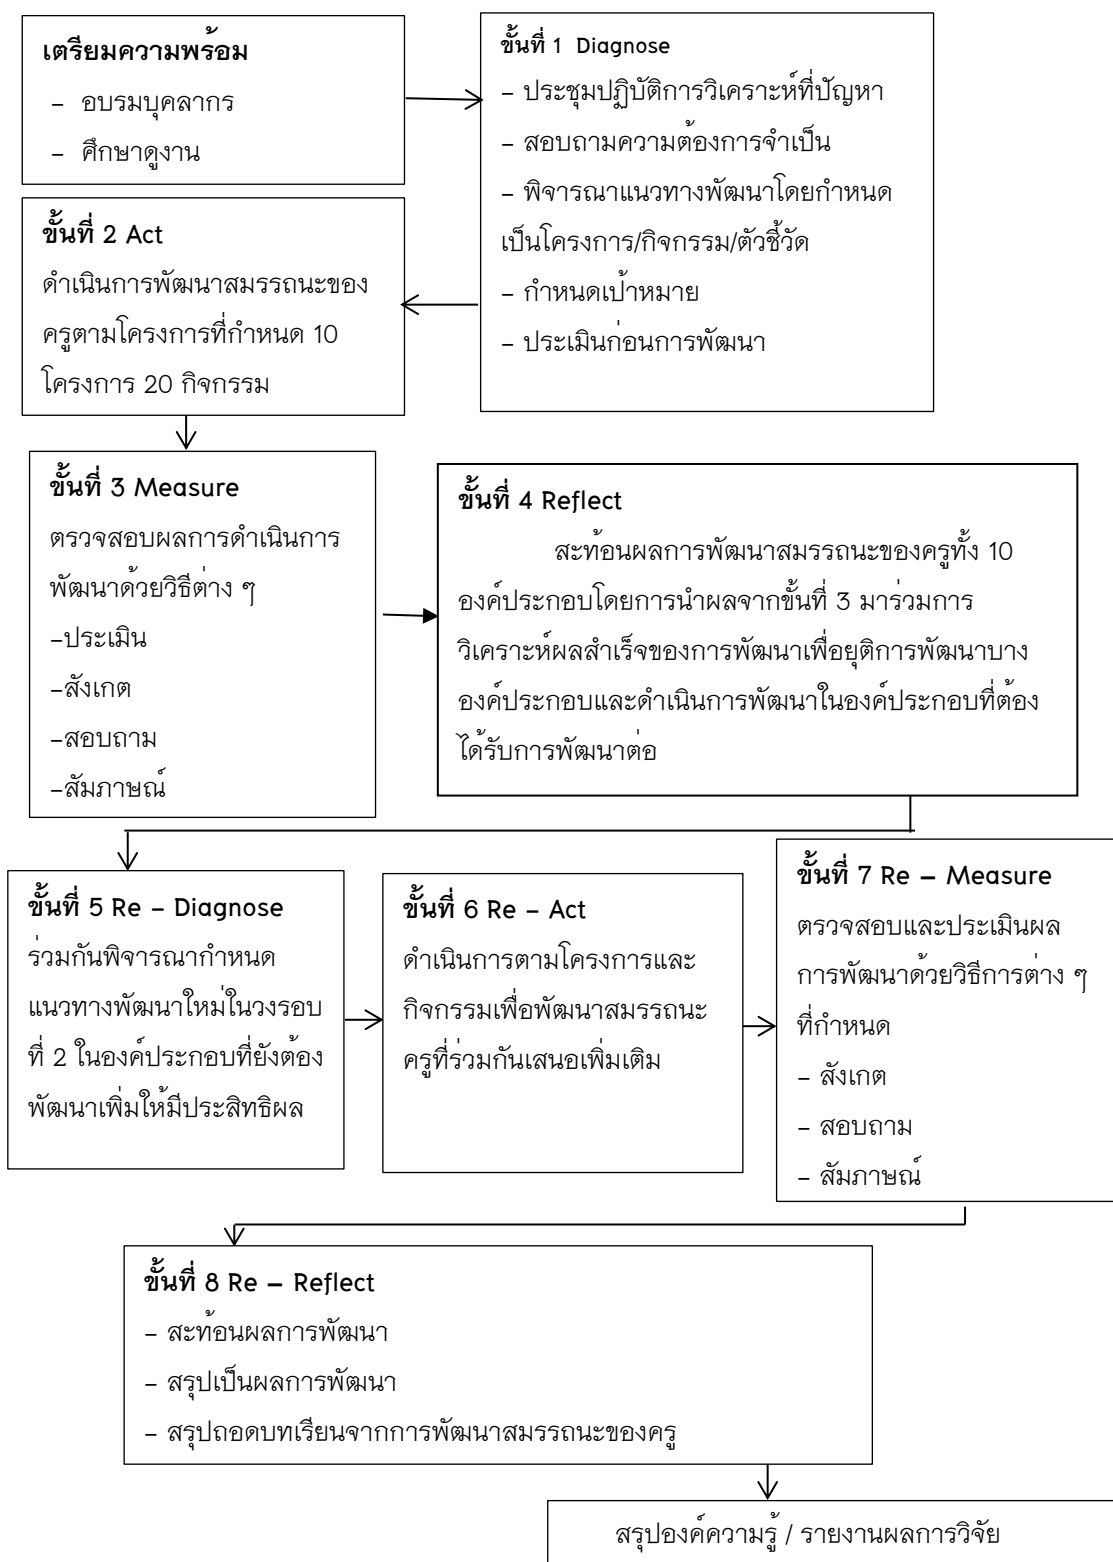 เตรียมความพร้อม
– อบรมบุคลากร
– ศึกษาดูงาน
ขั้นที่ 1 Diagnose
– ประชุมปฏิบัติการวิเคราะห์ที่ปัญหา
– สอบถามความต้องการจำเป็น
– พิจารณาแนวทางพัฒนาโดยกำหนด
เป็นโครงการ/กิจกรรม/ตัวชี้วัด
– กำหนดเป้าหมาย
– ประเมินก่อนการพัฒนา
ขั้นที่ 2 Act
ดำเนินการพัฒนาสมรรถนะของ
ครูตามโครงการที่กำหนด 10
โครงการ 20 กิจกรรม
ขั้นที่ 3 Measure
ตรวจสอบผลการดำเนินการ
พัฒนาด้วยวิธีต่าง ๆ
–ประเมิน
–สังเกต
–สอบถาม
–สัมภาษณ์
ขั้นที่ 4 Reflect
สะท้อนผลการพัฒนาสมรรถนะของครูทั้ง 10
องค์ประกอบโดยการนำผลจากขั้นที่ 3 มาร่วมการ
วิเคราะห์ผลสำเร็จของการพัฒนาเพื่อยุติการพัฒนาบาง
องค์ประกอบและดำเนินการพัฒนาในองค์ประกอบที่ต้อง
ได้รับการพัฒนาต่อ
ขั้นที่ 5 Re – Diagnose
ร่วมกันพิจารณากำหนด
แนวทางพัฒนาใหม่ในวงรอบ
ที่ 2 ในองค์ประกอบที่ยังต้อง
พัฒนาเพิ่มให้มีประสิทธิผล
ขั้นที่ 6 Re – Act
ดำเนินการตามโครงการและ
กิจกรรมเพื่อพัฒนาสมรรถนะ
ครูที่ร่วมกันเสนอเพิ่มเติม
ขั้นที่ 7 Re – Measure
ตรวจสอบและประเมินผล
การพัฒนาด้วยวิธีการต่าง ๆ
ที่กำหนด
– สังเกต
– สอบถาม
– สัมภาษณ์
ขั้นที่ 8 Re – Reflect
– สะท้อนผลการพัฒนา
– สรุปเป็นผลการพัฒนา
– สรุปถอดบทเรียนจากการพัฒนาสมรรถนะของครู
สรุปองค์ความรู้ / รายงานผลการวิจัย